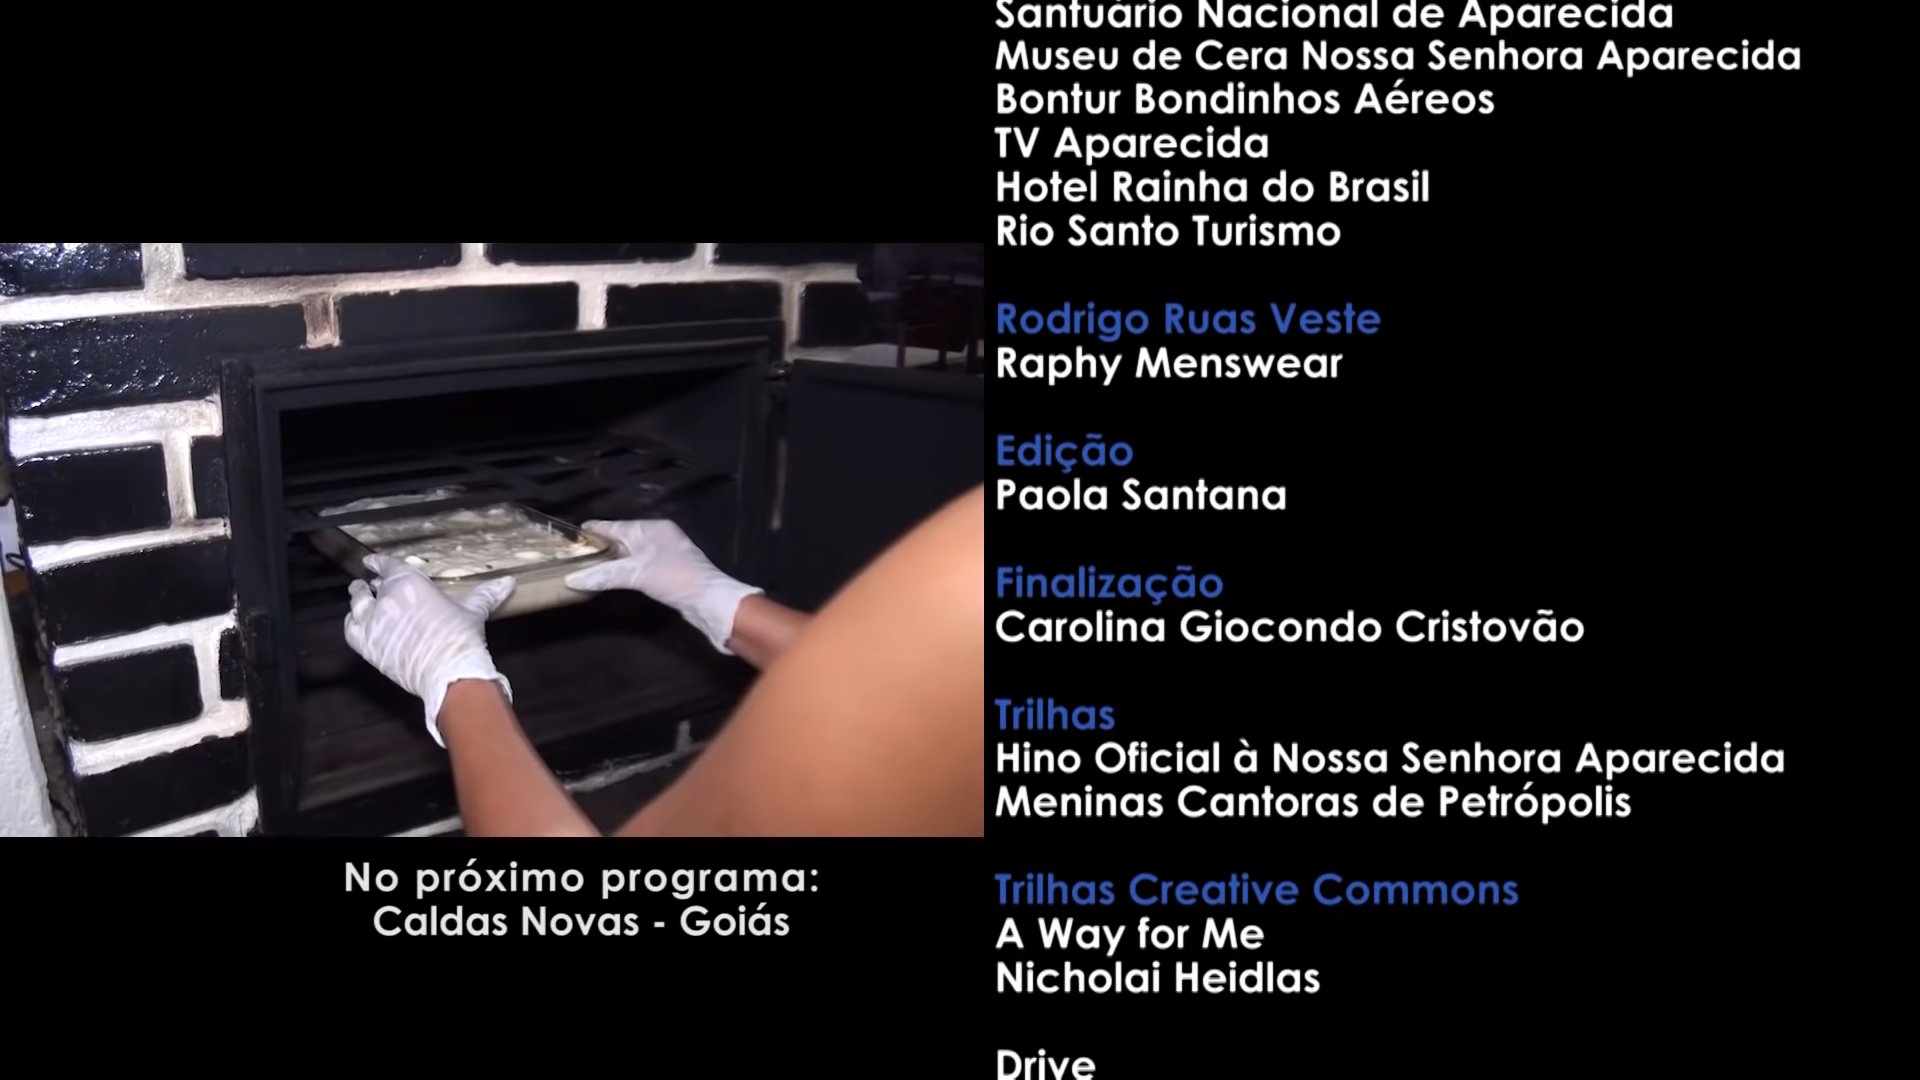 Santuário Nacional de Aparecida
Museu de Cera Nossa Senhora Aparecida
Bontur Bondinhos Aéreos
TV Aparecida
Hotel Rainha do Brasil
Rio Santo Turismo
Rodrigo Ruas Veste
Raphy Menswear
Edição
Paola Santana
Finalização
Carolina Giocondo Cristovão
Trilhas
Hino Oficial à Nossa Senhora Aparecida
Meninas Cantoras de Petrópolis
Trilhas Creative Commons
A Way for Me
Nicholai Heidlas
Drive
No próximo programa:
Caldas Novas - Goiás